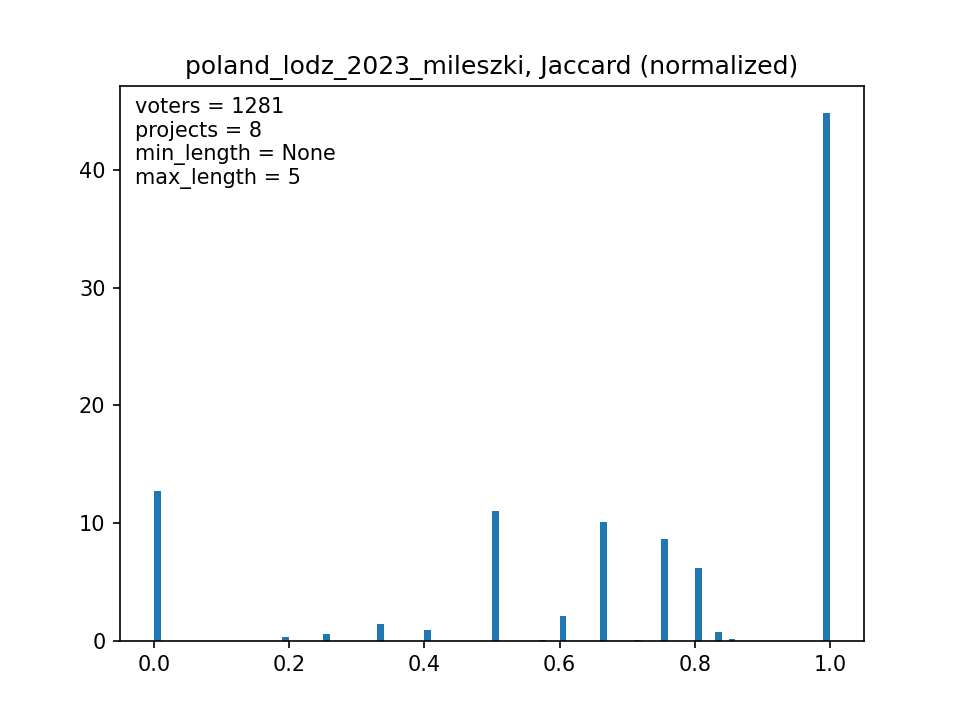 poland_lodz_2023_mileszki, Jaccard (normalized)
voters = 1281
projects = 8
min_length = None
max_length = 5
40
30
20
10
0
0.0 0.2 0.4 0.6 0.8 1.0